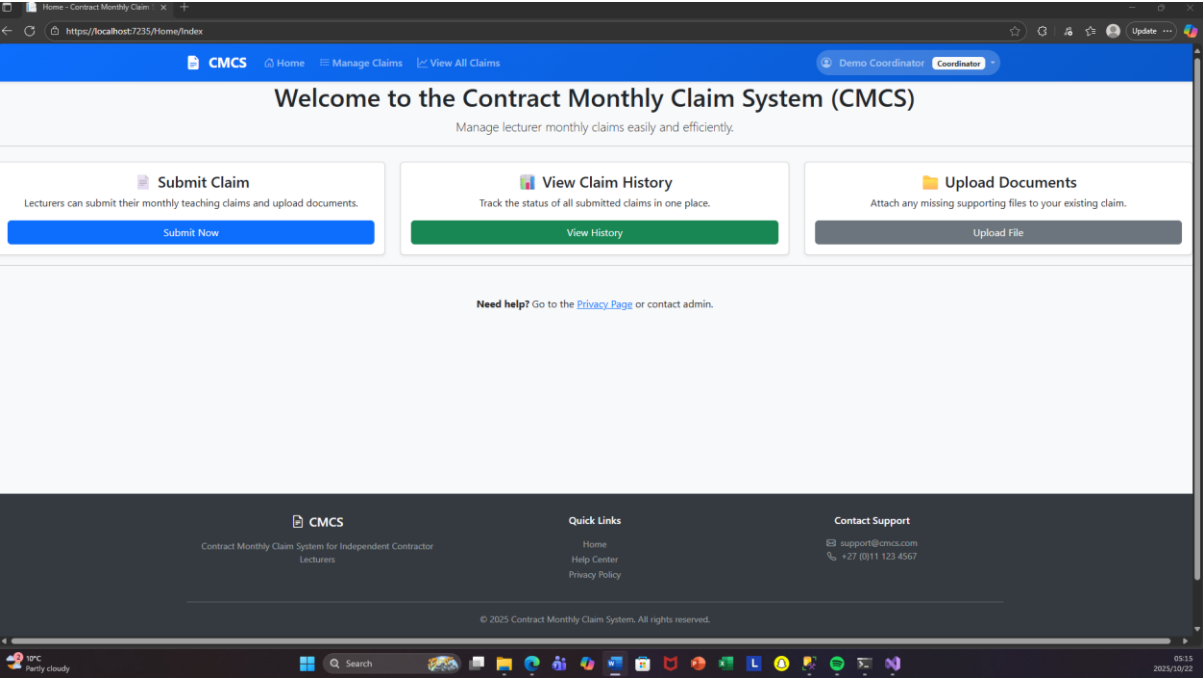 Home - Contract Monthly Claim
https://localhost:7235/Home/Index
Update
CMCS Home Manage Claims View All Claims Demo Coordinator Coordinator
Welcome to the Contract Monthly Claim System (CMCS)
Manage lecturer monthly claims easily and efficiently.
Submit Claim
Lecturers can submit their monthly teaching claims and upload documents.
Submit Now
View Claim History
Track the status of all submitted claims in one place.
View History
Upload Documents
Attach any missing supporting files to your existing claim.
Upload File
Need help? Go to the Privacy Page or contact admin.
CMCS
Contract Monthly Claim System for Independent Contractor
Lecturers
Quick Links
Home
Help Center
Privacy Policy
Contact Support
support@cmcs.com
+27 (0)11 123 4567
© 2025 Contract Monthly Claim System. All rights reserved.
2
10°C
Partly cloudy
Search
05:15
2025/10/22